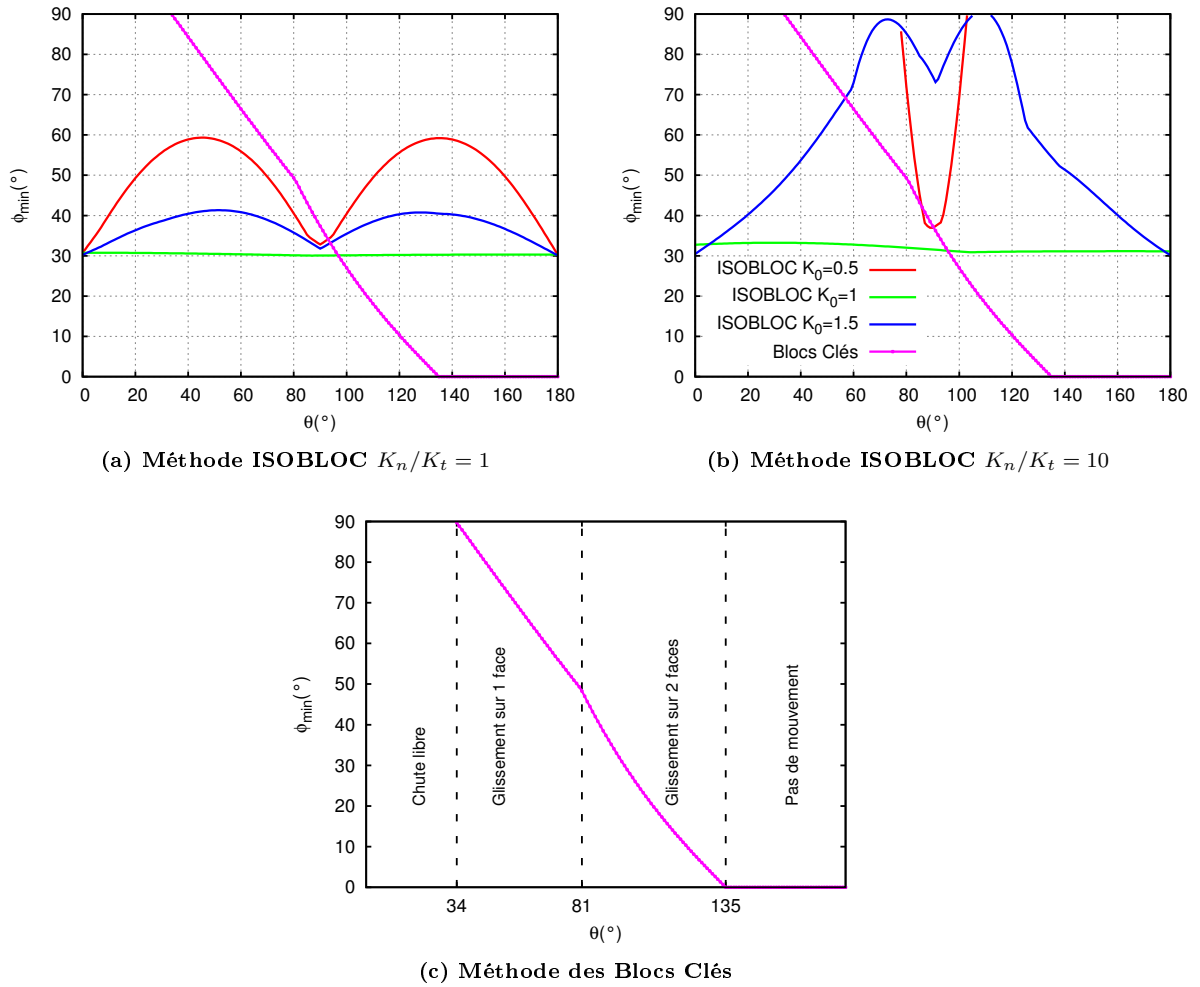 90
80
70
60
50
40
30
20
10
0
ϕmin(°)
0 20 40 60 80 100 120 140 160 180
θ(°)
(a) Méthode ISOBLOC Kn/Kt = 1
90
80
70
60
50
40
30
20
10
0
ϕmin(°)
ISOBLOC K0=0.5
ISOBLOC K0=1
ISOBLOC K0=1.5
Blocs Clés
0 20 40 60 80 100 120 140 160 180
θ(°)
(b) Méthode ISOBLOC Kn/Kt = 10
90
80
70
60
50
40
30
20
10
0
ϕmin(°)
Chute libre
Glissement sur 1 face
Glissement sur 2 faces
Pas de mouvement
34 81 135
θ(°)
(c) Méthode des Blocs Clés